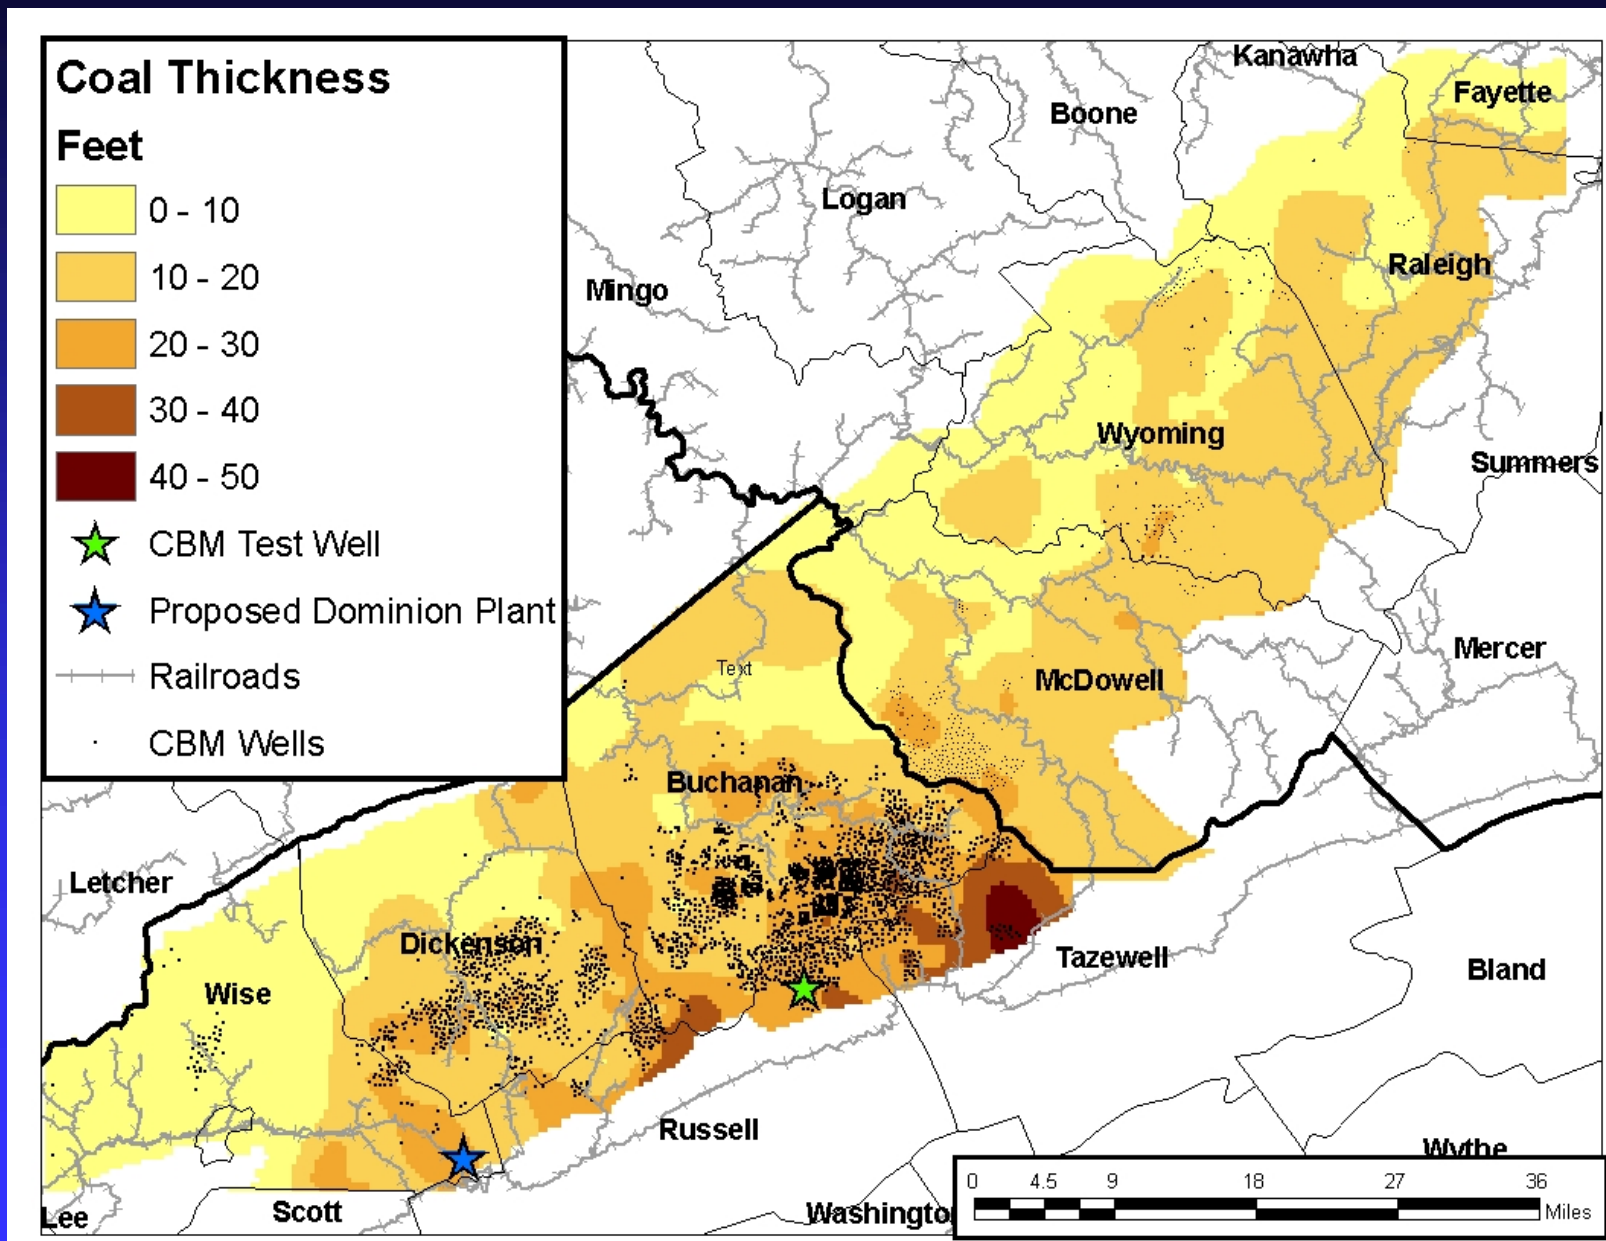 Coal Thickness
Feet
0 - 10
10 - 20
20 - 30
30 - 40
40 - 50
CBM Test Well
Proposed Dominion Plant
Railroads
CBM Wells
Kanawha
Fayette
Boone
Logan
Raleigh
Mingo
Wyoming
Summers
Mercer
Text
McDowell
Buchanan
Letcher
Dickenson
Tazewell
Bland
Wise
Russell
Wythe
Scott
Washingto
Lee
0 4.5 9 18 27 36
Miles